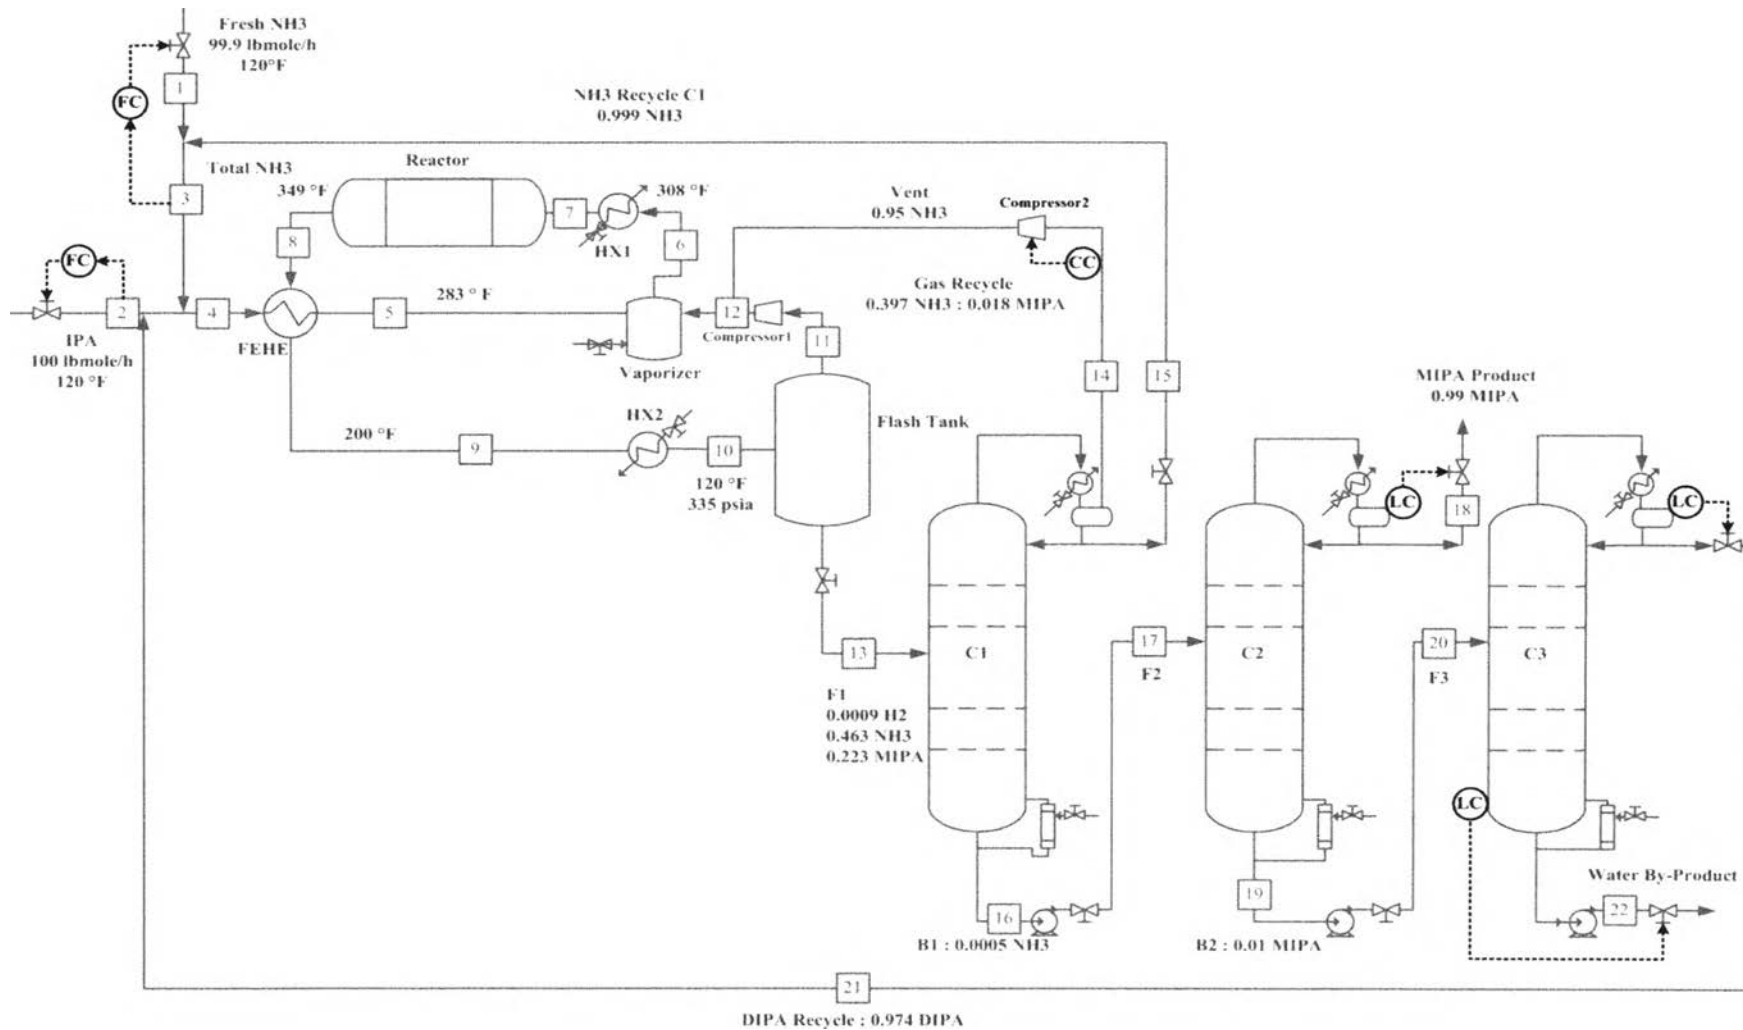 Fresh NH3
99.9 lbmole/h
120°F
1
FC
NH3 Recycle C1
0.999 NH3
Total NH3
Reactor
3
349 °F
308 °F
7
Vent
0.95 NH3
Compressor2
8
HX1
6
FC
CC
Gas Recycle
0.397 NH3 : 0.018 MIPA
283 ° F
2
4
5
12
Compressor1
IPA
100 lbmole/h
120 °F
FEHE
11
Vaporizer
14
15
MIPA Product
0.99 MIPA
HX2
Flash Tank
200 °F
9
10
120 °F
335 psia
LC
18
LC
13
C1
17
C2
20
C3
F1
0.0009 H2
0.463 NH3
0.223 MIPA
F2
F3
LC
Water By-Product
19
22
16
B1 : 0.0005 NH3
B2 : 0.01 MIPA
21
DIPA Recycle : 0.974 DIPA